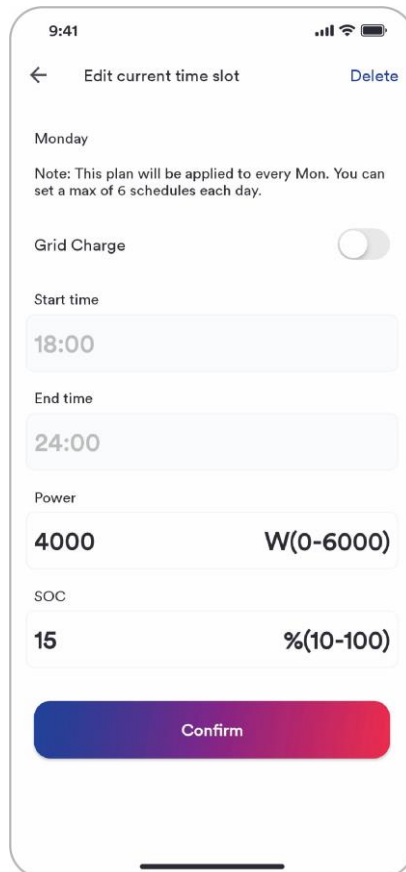 9:41
Edit current time slot
Delete
Monday
Note: This plan will be applied to every Mon. You can
set a max of 6 schedules each day.
Grid Charge
Start time
18:00
End time
24:00
Power
4000 W(0-6000)
SOC
15 %(10-100)
Confirm